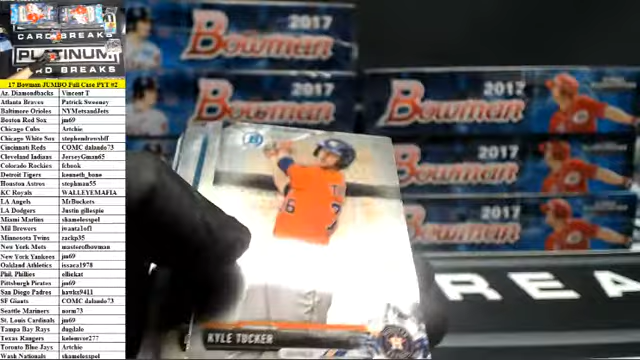 CARD BREAKS
PLATINUM
CARD BREAKS
17 Bowman JUMBO Full Case PYT #2
Ar. Diamondbacks Vincent T
Atlanta Braves Patrick Sweeney
Baltimore Orioles NYMetsandJets
Boston Red Sox jm69
Chicago Cubs Artchie
Chicago White Sox stephendrewsbff
Cincinnati Reds COMC dalando73
Cleveland Indians JerseyGman65
Colorado Rockies fchook
Detroit Tigers kenneth_bone
Houston Astros stephman55
KC Royals WALLEYEMAFIA
LA Angels MrBuckets
LA Dodgers Justin gillespie
Miami Marlins shamelesspel
Mil Brewers iwanta1of1
Minnesota Twins zackp35
New York Mets masterofbowman
New York Yankees jm69
Oakland Athletics issaca1978
Phil. Phillies elliekat
Pittsburgh Pirates jm69
San Diego Padres hawks9411
SF Giants COMC dalando73
Seattle Mariners norm73
St. Louis Cardinals jm69
Tampa Bay Rays dugdalo
Texas Rangers
Toronto Blue Jays Artchie
Wash Nationals shamelesspel
2017
Bowman
2017
Bowman
2017
Bowman
2017
Bowman
2017
Bowman
REA
KYLE TUCKER